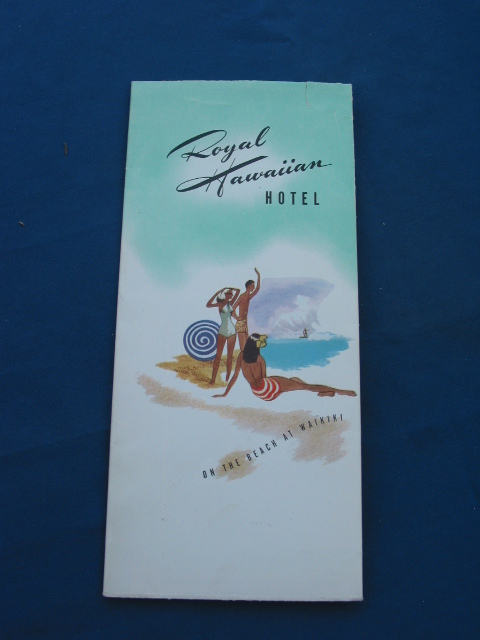 Royal
Hawaiian
HOTEL
ON THE BEACH AT WAIKIKI